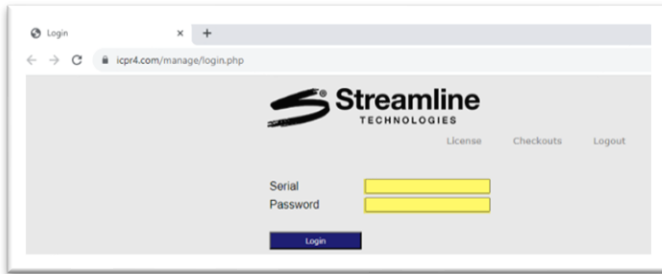 Login × +
icpr4.com/manage/login.php
Streamline®
TECHNOLOGIES
License Checkouts Logout
Serial
Password
Login